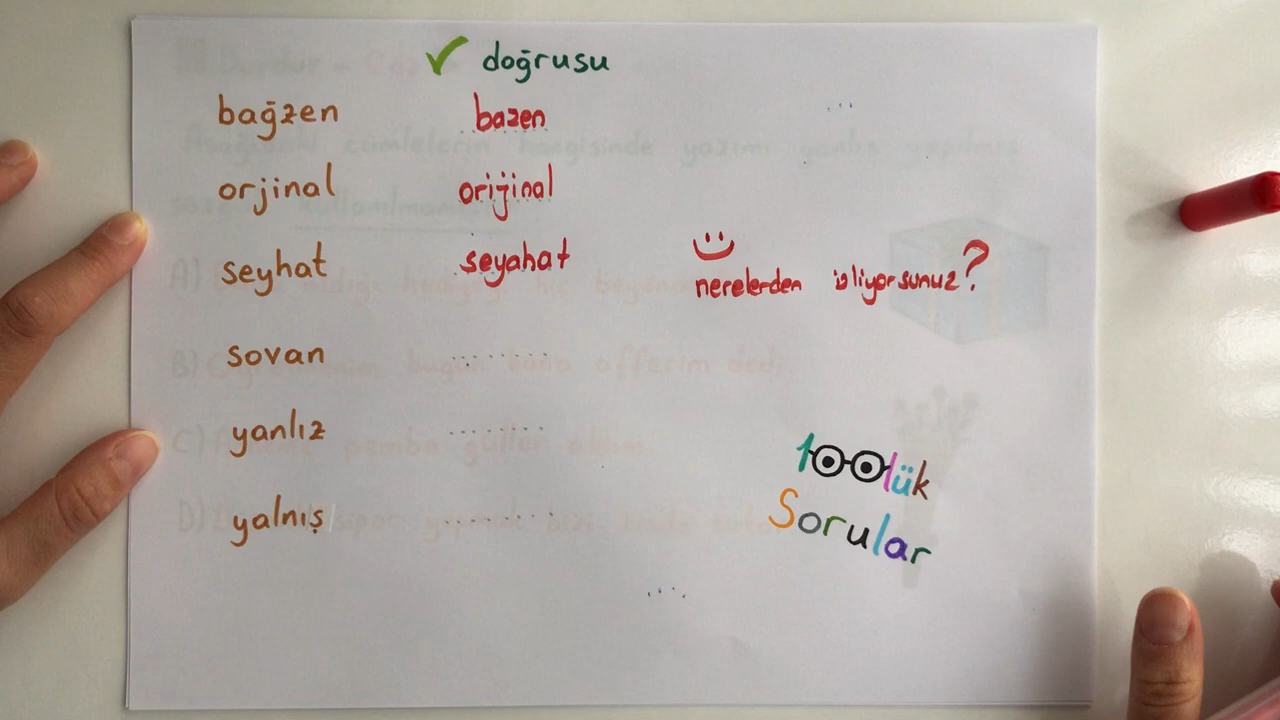 ✓ doğrusu
bağzen bazen
orjinal orijinal
seyhat seyahat
nerelerden izliyorsunuz?
sovan ........
yanlız ........
yalnış ........
100lük
Sorular